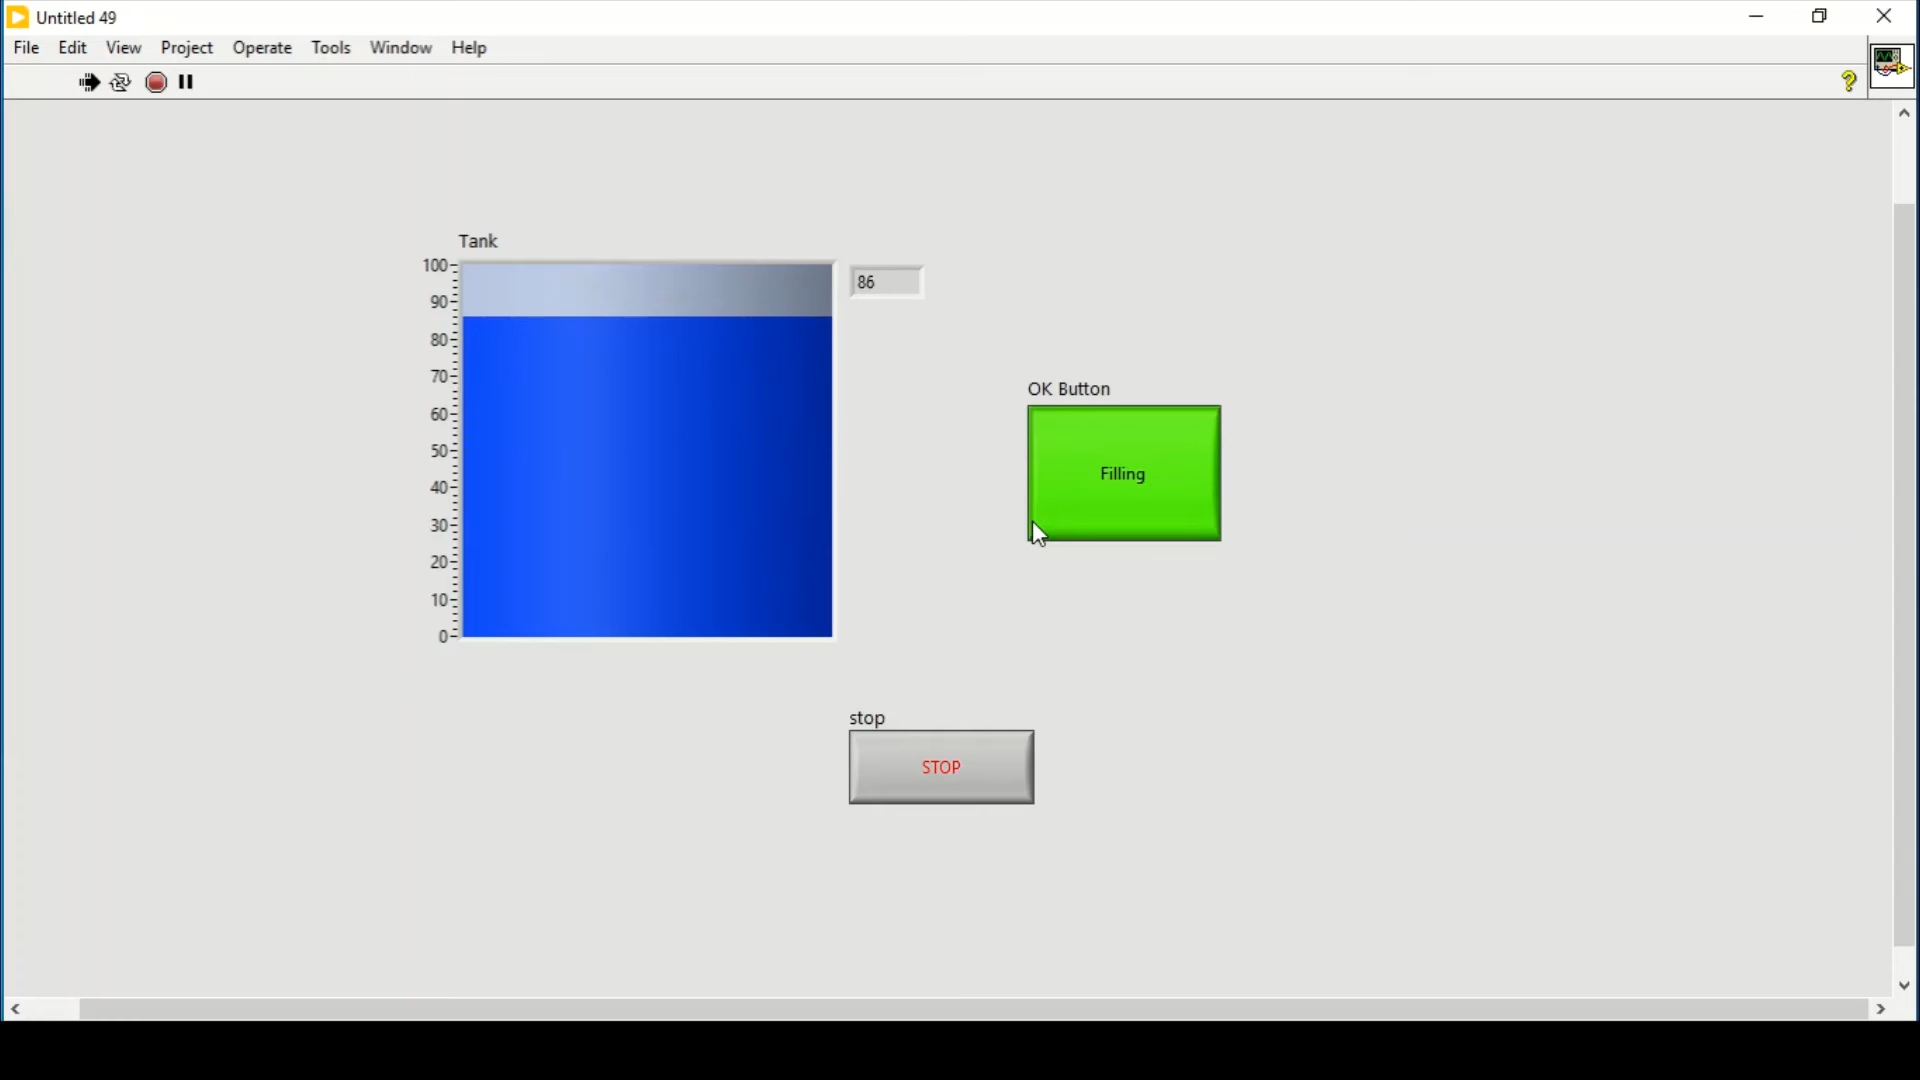 Untitled 49
File Edit View Project Operate Tools Window Help
?
Tank
100
90
80
70
60
50
40
30
20
10
0
86
OK Button
Filling
stop
STOP